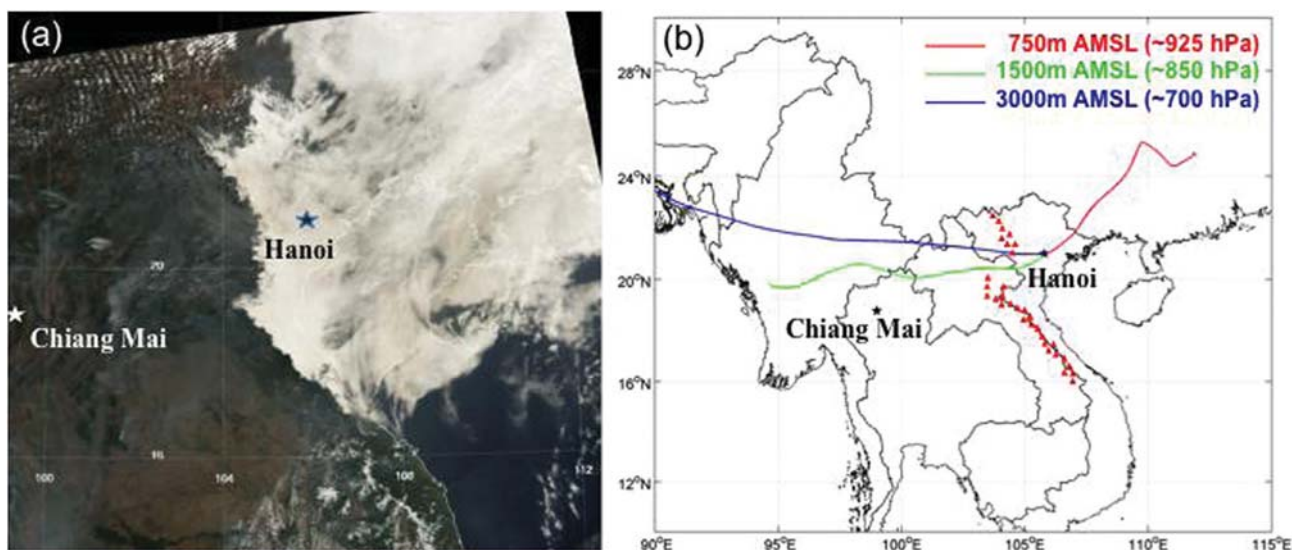 (a)
24
Hanoi
20
Chiang Mai
16
100
104
108
112
(b)
750m AMSL (~925 hPa)
1500m AMSL (~850 hPa)
3000m AMSL (~700 hPa)
28°N
24°N
20°N
16°N
12°N
Hanoi
Chiang Mai
90°E
95°E
100°E
105°E
110°E
115°E